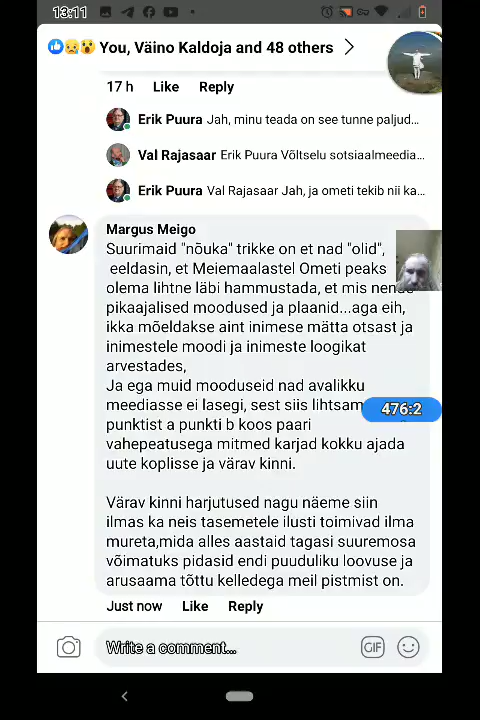 13:11
You, Väino Kaldoja and 48 others
17 h Like Reply
Erik Puura Jah, minu teada on see tunne paljud...
Val Rajasaar Erik Puura Võltselu sotsiaalmeedia...
Erik Puura Val Rajasaar Jah, ja ometi tekib nii ka...
Margus Meigo
Suurimaid "nõuka" trikke on et nad "olid",
eeldasin, et Meiemaalastel Ometi peaks
olema lihtne läbi hammustada, et mis nende
pikaajalised moodused ja plaanid...aga eih,
ikka mõeldakse aint inimese mätta otsast ja
inimestele moodi ja inimeste loogikat
arvestades,
Ja ega muid mooduseid nad avalikku
meediasse ei lasegi, sest siis lihtsam
476:2
punktist a punkti b koos paari
vahepeatusega mitmed karjad kokku ajada
uute koplisse ja värav kinni.
Värav kinni harjutused nagu näeme siin
ilmas ka neis tasemetele ilusti toimivad ilma
mureta,mida alles aastaid tagasi suuremosa
võimatuks pidasid endi puuduliku loovuse ja
arusaama tõttu kelledega meil pistmist on.
Just now Like Reply
Write a comment...
GIF